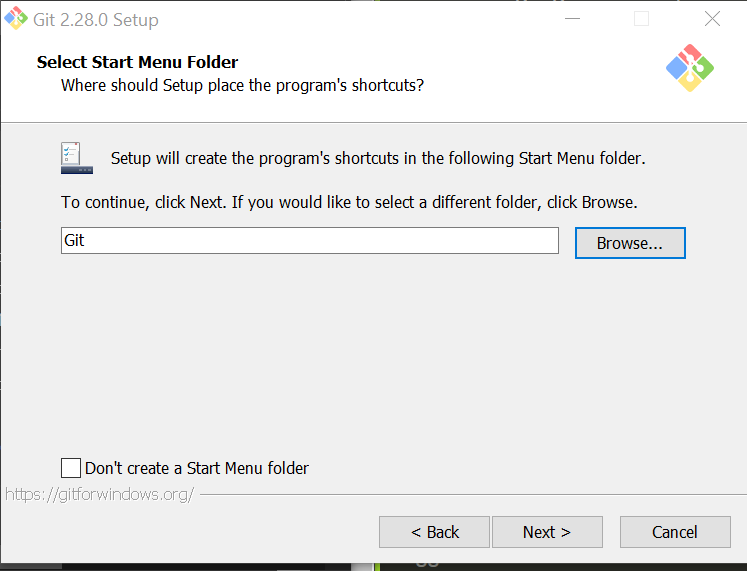 Git 2.28.0 Setup
Select Start Menu Folder
Where should Setup place the program's shortcuts?
Setup will create the program's shortcuts in the following Start Menu folder.
To continue, click Next. If you would like to select a different folder, click Browse.
Git
Browse...
Don't create a Start Menu folder
https://gitforwindows.org/
< Back
Next >
Cancel